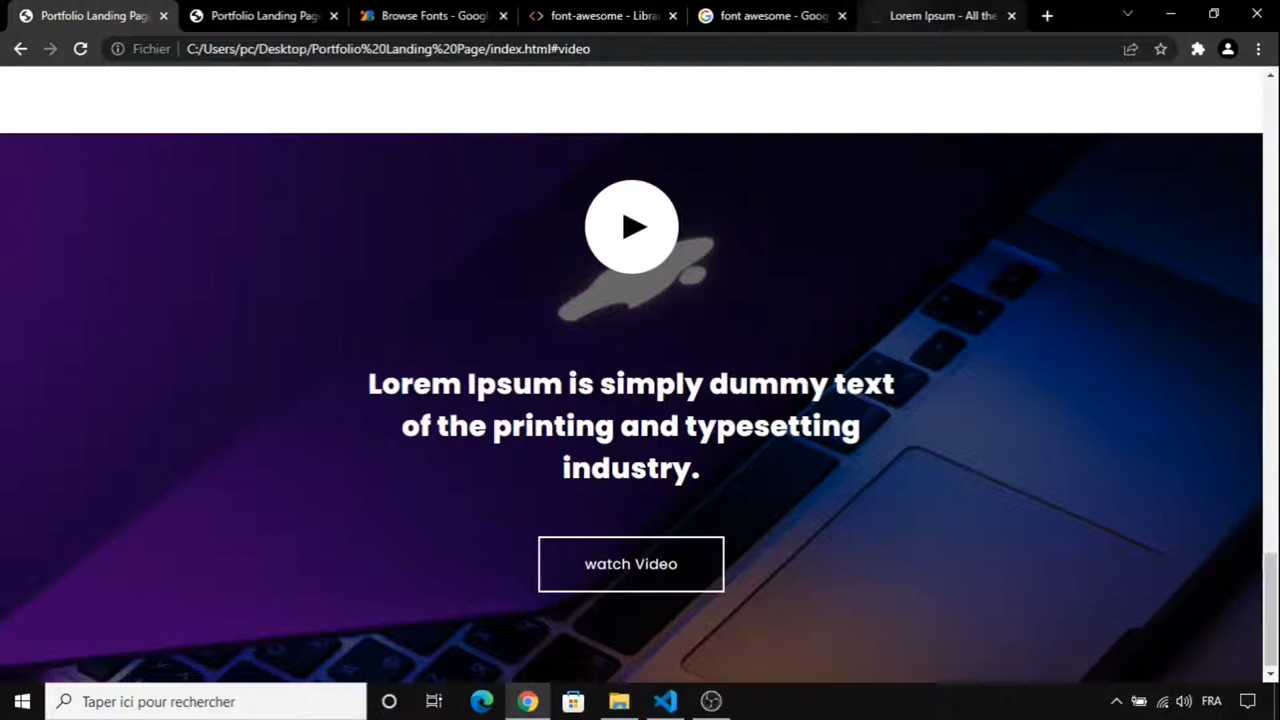 Portfolio Landing Pag
Portfolio Landing Pag
Browse Fonts - Googl
font-awesome - Librar
font awesome - Goog
Lorem Ipsum - All the
Fichier
C:/Users/pc/Desktop/Portfolio%20Landing%20Page/index.html#video
Lorem Ipsum is simply dummy text
of the printing and typesetting
industry.
watch Video
Taper ici pour rechercher
FRA